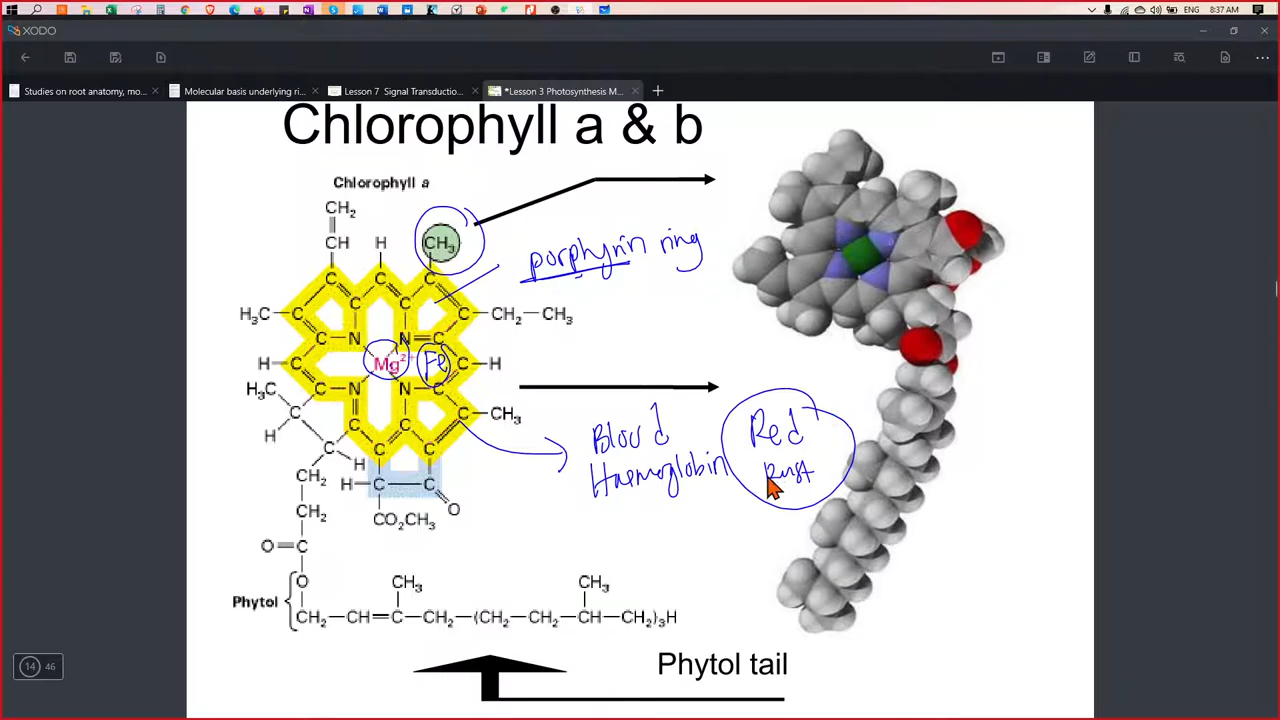 ENG 8:37 AM
XODO
Studies on root anatomy, mo...
Molecular basis underlying ri...
Lesson 7 Signal Transductio...
*Lesson 3 Photosynthesis M...
Chlorophyll a & b
Chlorophyll a
CH₂
CH H CH₃
porphyrin ring
C C C
C C
H₃C C C CH₂ CH₃
C N N C
H C Mg²⁺ Fe C H
H₃C C N N C
C C CH₃
H C C
Blood Red
Haemoglobin Rust
H C C
CH₂ H C C
CH₂ CO₂CH₃ O
O C
O CH₃ CH₃
Phytol
CH₂—CH=C—CH₂—(CH₂—CH₂—CH—CH₂)₃H
Phytol tail
14 46